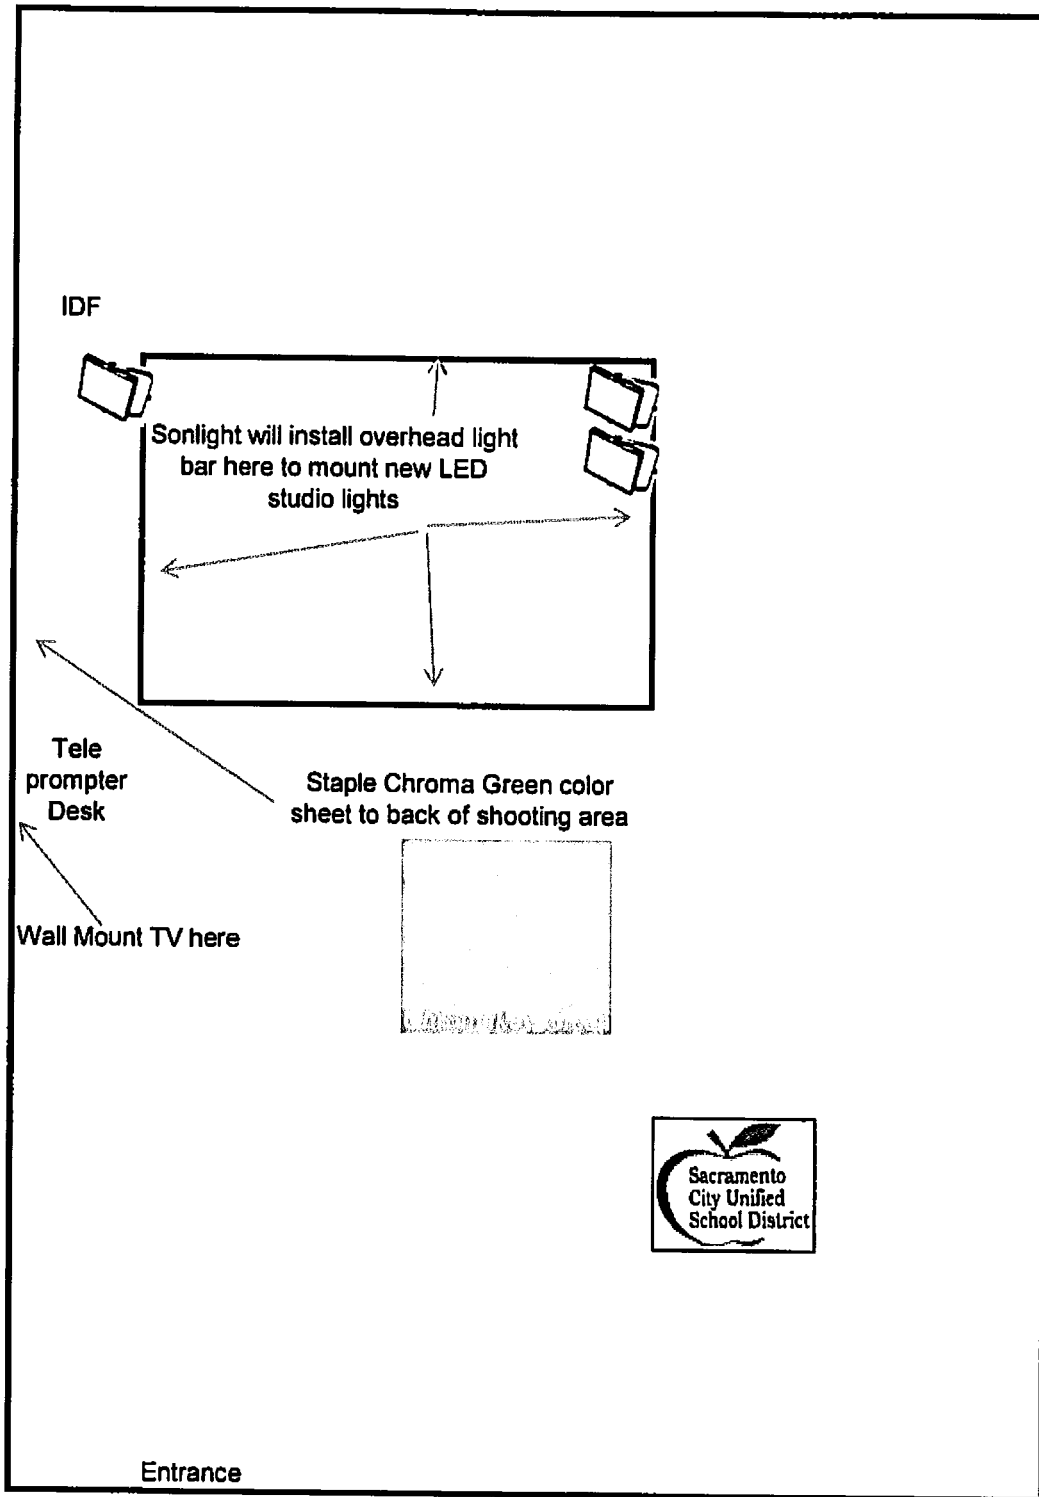 IDF
Sonlight will install overhead light
bar here to mount new LED
studio lights
Tele
prompter
Desk
Staple Chroma Green color
sheet to back of shooting area
Wall Mount TV here
Sacramento
City Unified
School District
Entrance